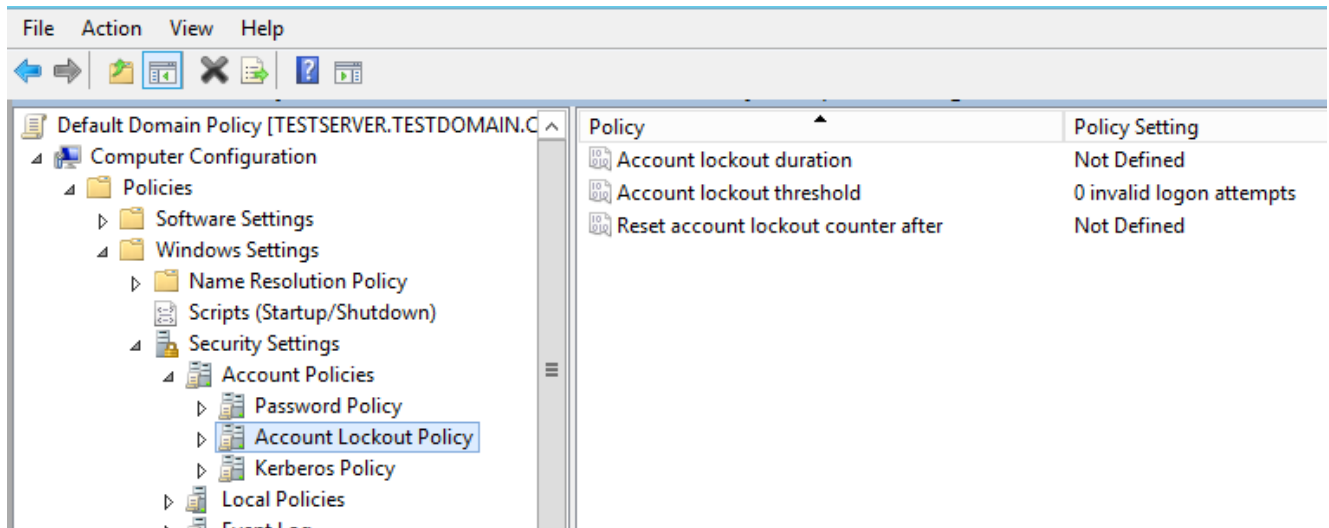 File Action View Help
Default Domain Policy [TESTSERVER.TESTDOMAIN.C
Computer Configuration
Policies
Software Settings
Windows Settings
Name Resolution Policy
Scripts (Startup/Shutdown)
Security Settings
Account Policies
Password Policy
Account Lockout Policy
Kerberos Policy
Local Policies
Event Log
Policy Policy Setting
Account lockout duration Not Defined
Account lockout threshold 0 invalid logon attempts
Reset account lockout counter after Not Defined